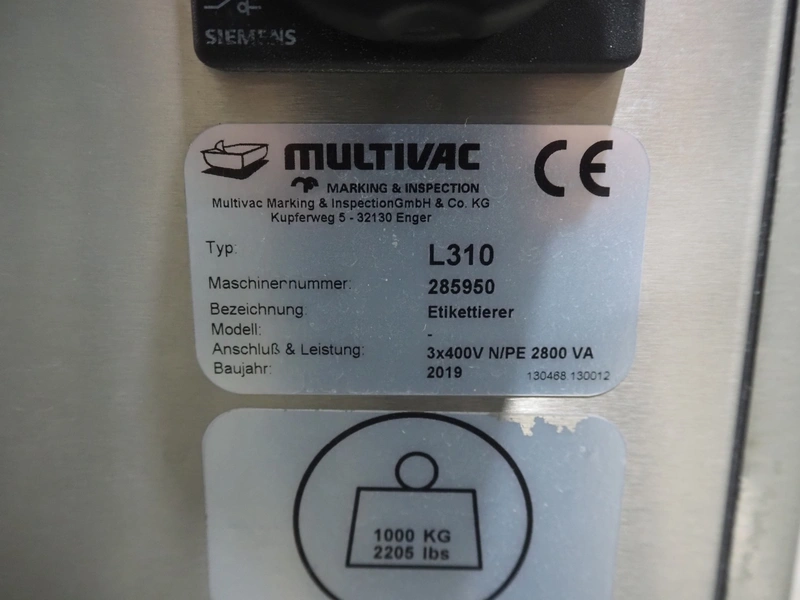 SIEMENS
MULTIVAC
MARKING & INSPECTION
CE
Multivac Marking & InspectionGmbH & Co. KG
Kupferweg 5 - 32130 Enger
Typ: L310
Maschinennummer: 285950
Bezeichnung: Etikettierer
Modell: -
Anschluß & Leistung: 3x400V N/PE 2800 VA
Baujahr: 2019 130468 130012
1000 KG
2205 lbs